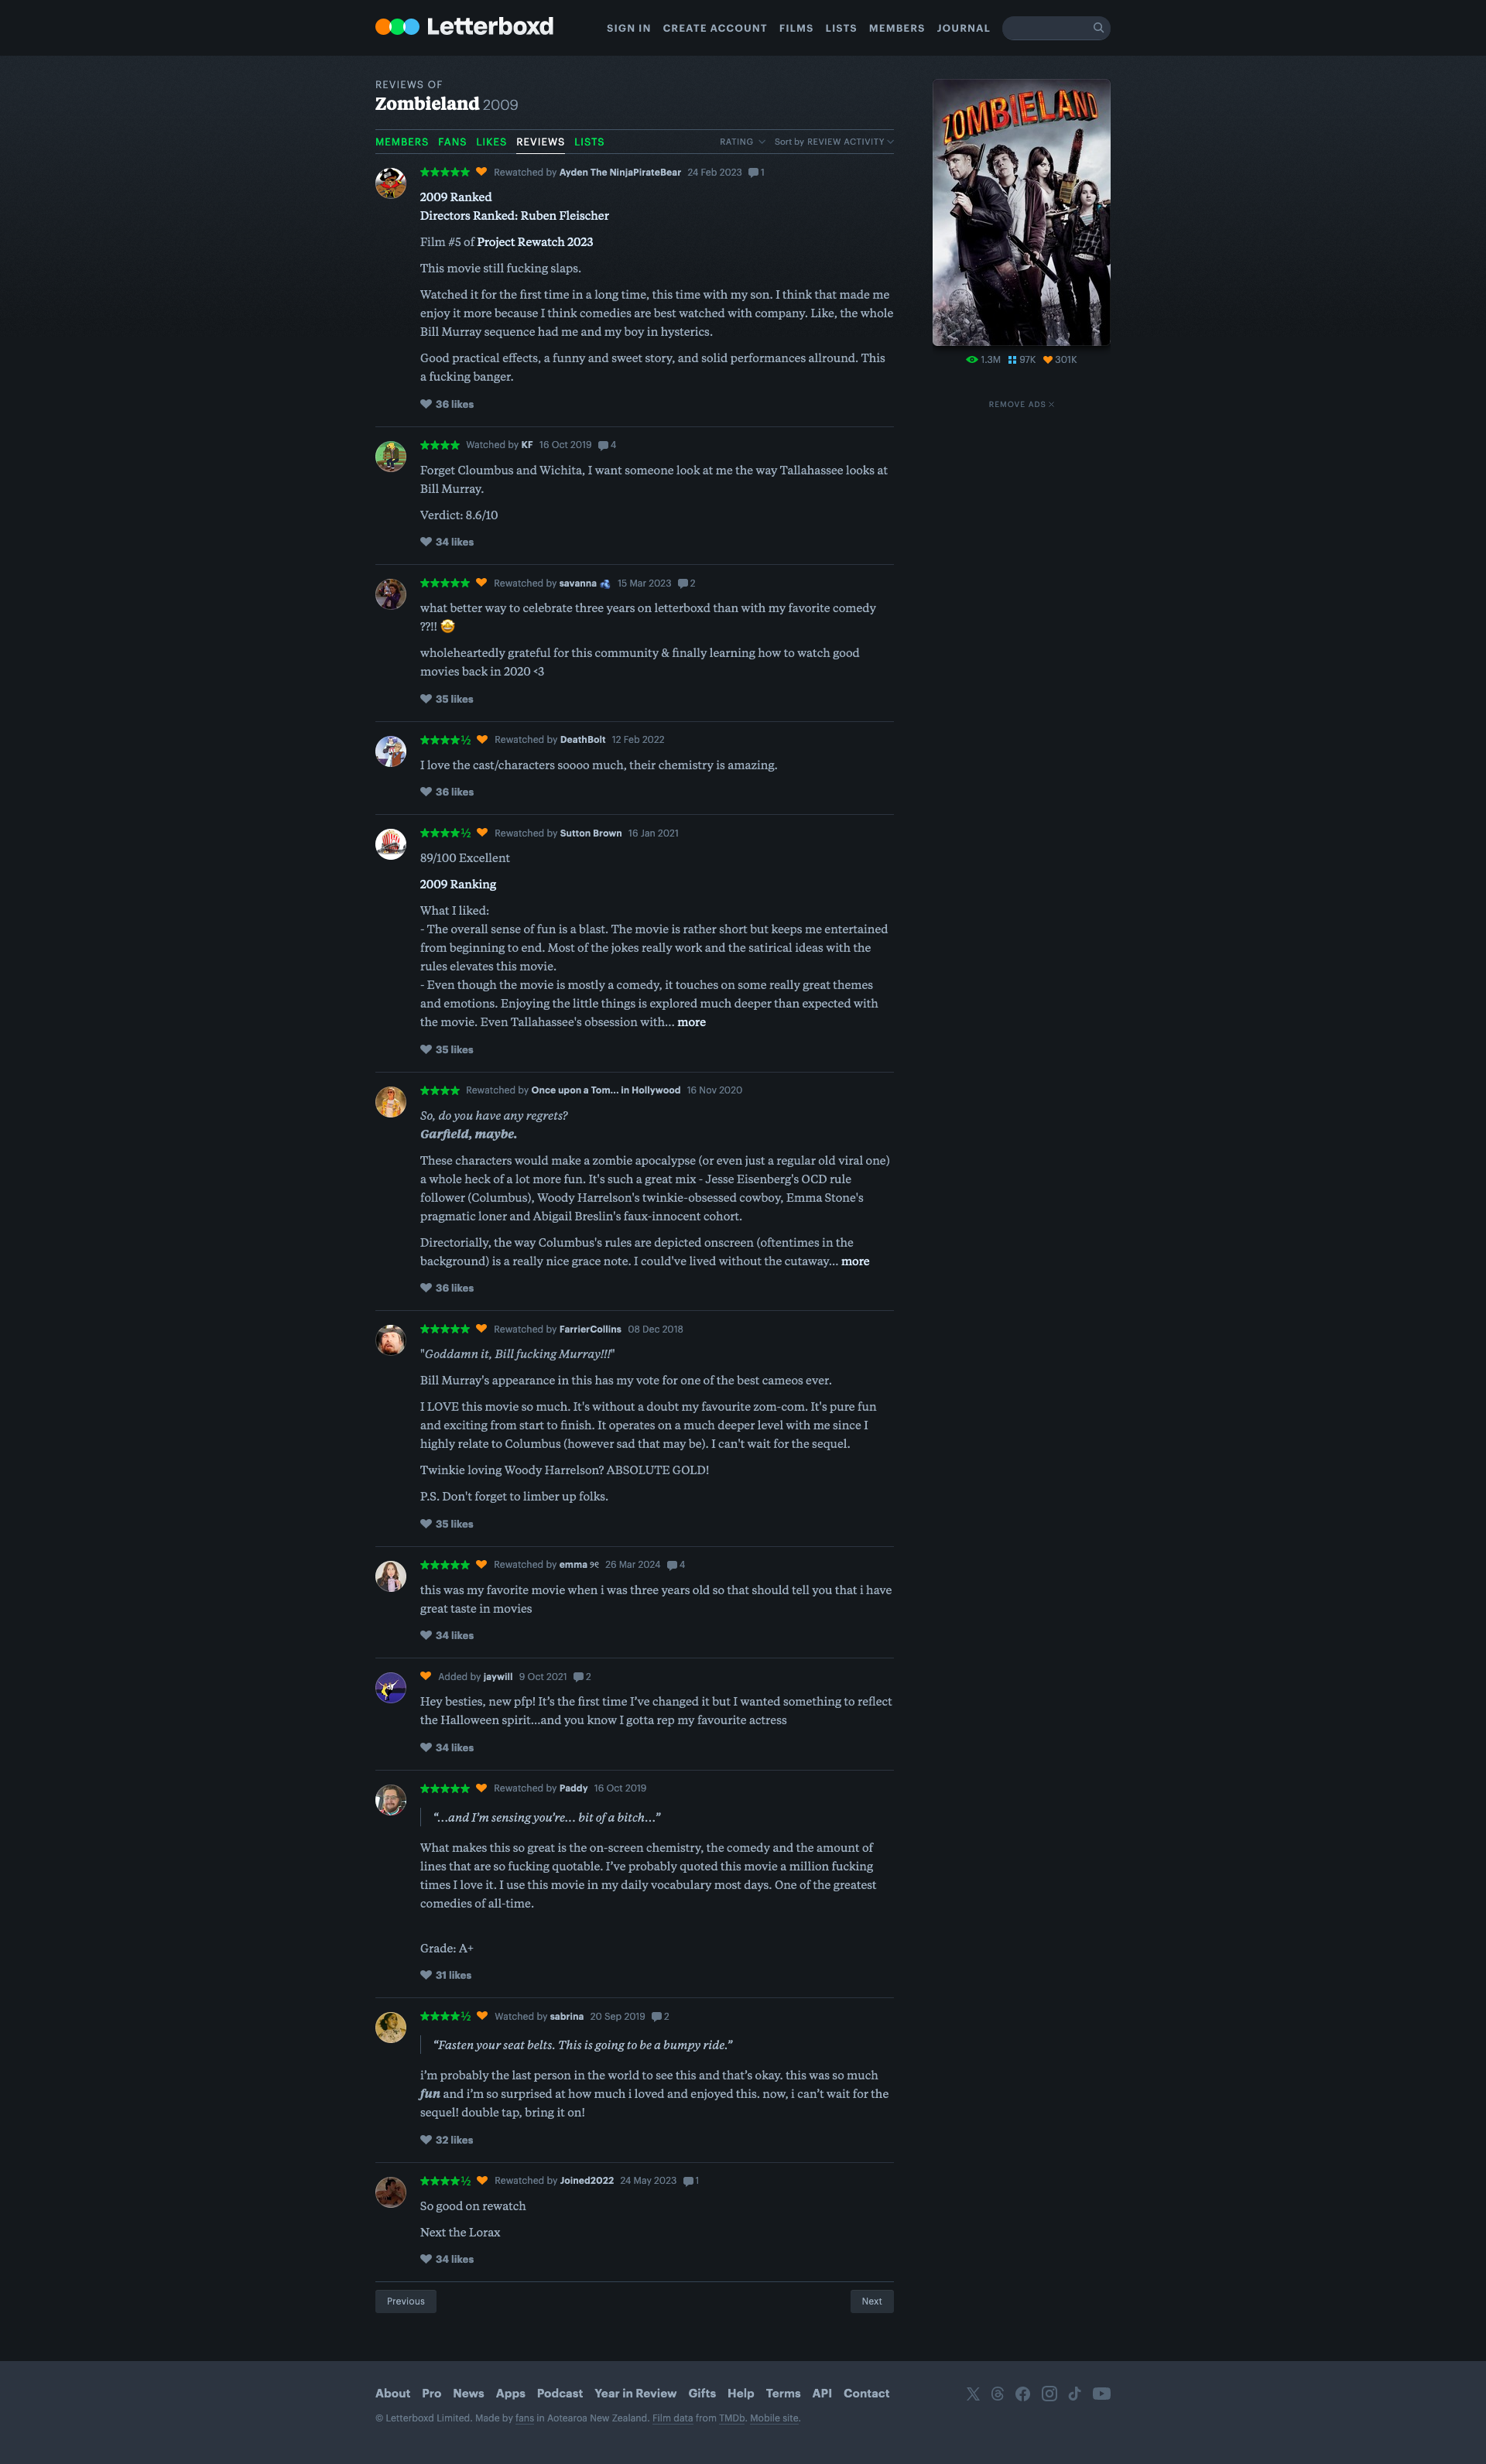 Letterboxd
SIGN IN CREATE ACCOUNT FILMS LISTS MEMBERS JOURNAL
REVIEWS OF
Zombieland 2009
MEMBERS FANS LIKES REVIEWS LISTS
RATING Sort by REVIEW ACTIVITY
ZOMBIELAND
1.3M 97K 301K
REMOVE ADS
★★★★★ Rewatched by Ayden The NinjaPirateBear 24 Feb 2023 1
2009 Ranked
Directors Ranked: Ruben Fleischer
Film #5 of Project Rewatch 2023
This movie still fucking slaps.
Watched it for the first time in a long time, this time with my son. I think that made me
enjoy it more because I think comedies are best watched with company. Like, the whole
Bill Murray sequence had me and my boy in hysterics.
Good practical effects, a funny and sweet story, and solid performances allround. This
a fucking banger.
36 likes
★★★★ Watched by KF 16 Oct 2019 4
Forget Cloumbus and Wichita, I want someone look at me the way Tallahassee looks at
Bill Murray.
Verdict: 8.6/10
34 likes
★★★★★ Rewatched by savanna 15 Mar 2023 2
what better way to celebrate three years on letterboxd than with my favorite comedy
??!! 🤩
wholeheartedly grateful for this community & finally learning how to watch good
movies back in 2020 <3
35 likes
★★★★½ Rewatched by DeathBolt 12 Feb 2022
I love the cast/characters soooo much, their chemistry is amazing.
36 likes
★★★★½ Rewatched by Sutton Brown 16 Jan 2021
89/100 Excellent
2009 Ranking
What I liked:
- The overall sense of fun is a blast. The movie is rather short but keeps me entertained
from beginning to end. Most of the jokes really work and the satirical ideas with the
rules elevates this movie.
- Even though the movie is mostly a comedy, it touches on some really great themes
and emotions. Enjoying the little things is explored much deeper than expected with
the movie. Even Tallahassee's obsession with... more
35 likes
★★★★ Rewatched by Once upon a Tom... in Hollywood 16 Nov 2020
So, do you have any regrets?
Garfield, maybe.
These characters would make a zombie apocalypse (or even just a regular old viral one)
a whole heck of a lot more fun. It's such a great mix - Jesse Eisenberg's OCD rule
follower (Columbus), Woody Harrelson's twinkie-obsessed cowboy, Emma Stone's
pragmatic loner and Abigail Breslin's faux-innocent cohort.
Directorially, the way Columbus's rules are depicted onscreen (oftentimes in the
background) is a really nice grace note. I could've lived without the cutaway... more
36 likes
★★★★★ Rewatched by FarrierCollins 08 Dec 2018
"Goddamn it, Bill fucking Murray!!!"
Bill Murray's appearance in this has my vote for one of the best cameos ever.
I LOVE this movie so much. It's without a doubt my favourite zom-com. It's pure fun
and exciting from start to finish. It operates on a much deeper level with me since I
highly relate to Columbus (however sad that may be). I can't wait for the sequel.
Twinkie loving Woody Harrelson? ABSOLUTE GOLD!
P.S. Don't forget to limber up folks.
35 likes
★★★★★ Rewatched by emma ୨୧ 26 Mar 2024 4
this was my favorite movie when i was three years old so that should tell you that i have
great taste in movies
34 likes
Added by jaywill 9 Oct 2021 2
Hey besties, new pfp! It’s the first time I’ve changed it but I wanted something to reflect
the Halloween spirit...and you know I gotta rep my favourite actress
34 likes
★★★★★ Rewatched by Paddy 16 Oct 2019
“…and I’m sensing you’re… bit of a bitch…”
What makes this so great is the on-screen chemistry, the comedy and the amount of
lines that are so fucking quotable. I’ve probably quoted this movie a million fucking
times I love it. I use this movie in my daily vocabulary most days. One of the greatest
comedies of all-time.
Grade: A+
31 likes
★★★★½ Watched by sabrina 20 Sep 2019 2
“Fasten your seat belts. This is going to be a bumpy ride.”
i’m probably the last person in the world to see this and that’s okay. this was so much
fun and i’m so surprised at how much i loved and enjoyed this. now, i can’t wait for the
sequel! double tap, bring it on!
32 likes
★★★★½ Rewatched by Joined2022 24 May 2023 1
So good on rewatch
Next the Lorax
34 likes
Previous Next
About Pro News Apps Podcast Year in Review Gifts Help Terms API Contact
© Letterboxd Limited. Made by fans in Aotearoa New Zealand. Film data from TMDb. Mobile site.